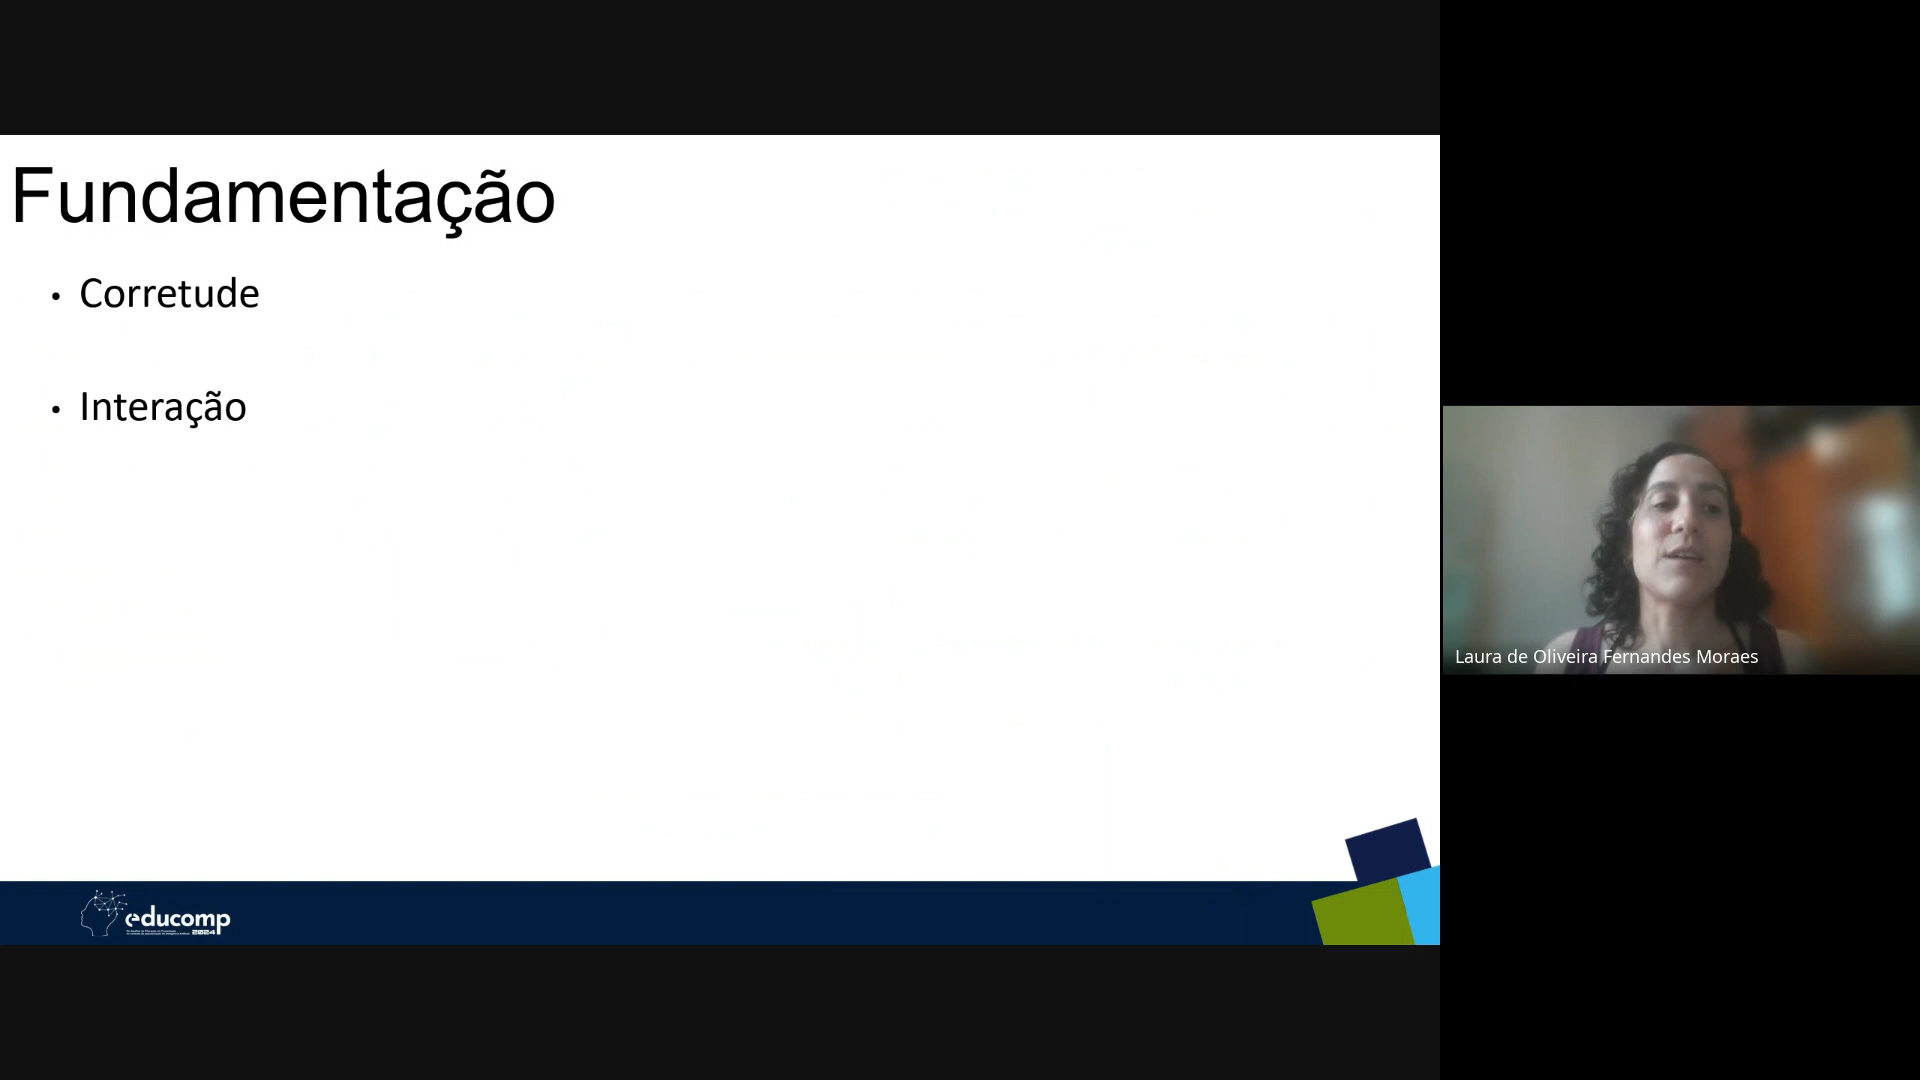 Fundamentação
• Corretude
• Interação
Laura de Oliveira Fernandes Moraes
educomp
2024